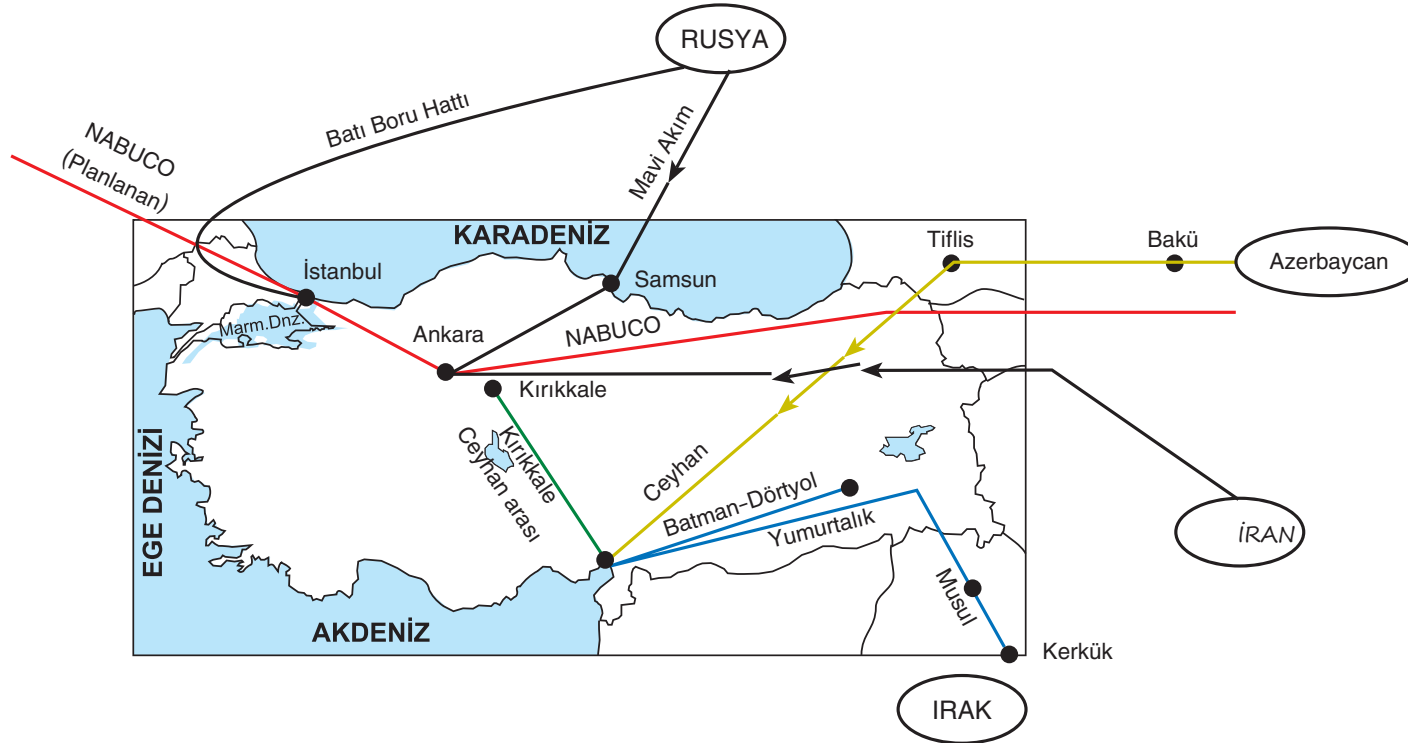 RUSYA
Batı Boru Hattı
Mavi Akım
NABUCO
(Planlanan)
KARADENİZ
Tiflis
Bakü
Azerbaycan
İstanbul
Samsun
Marm.Dnz.
Ankara
NABUCO
Kırıkkale
EGE DENİZİ
Kırıkkale
Ceyhan arası
Ceyhan
Batman-Dörtyol
Yumurtalık
İRAN
Musul
AKDENİZ
Kerkük
IRAK